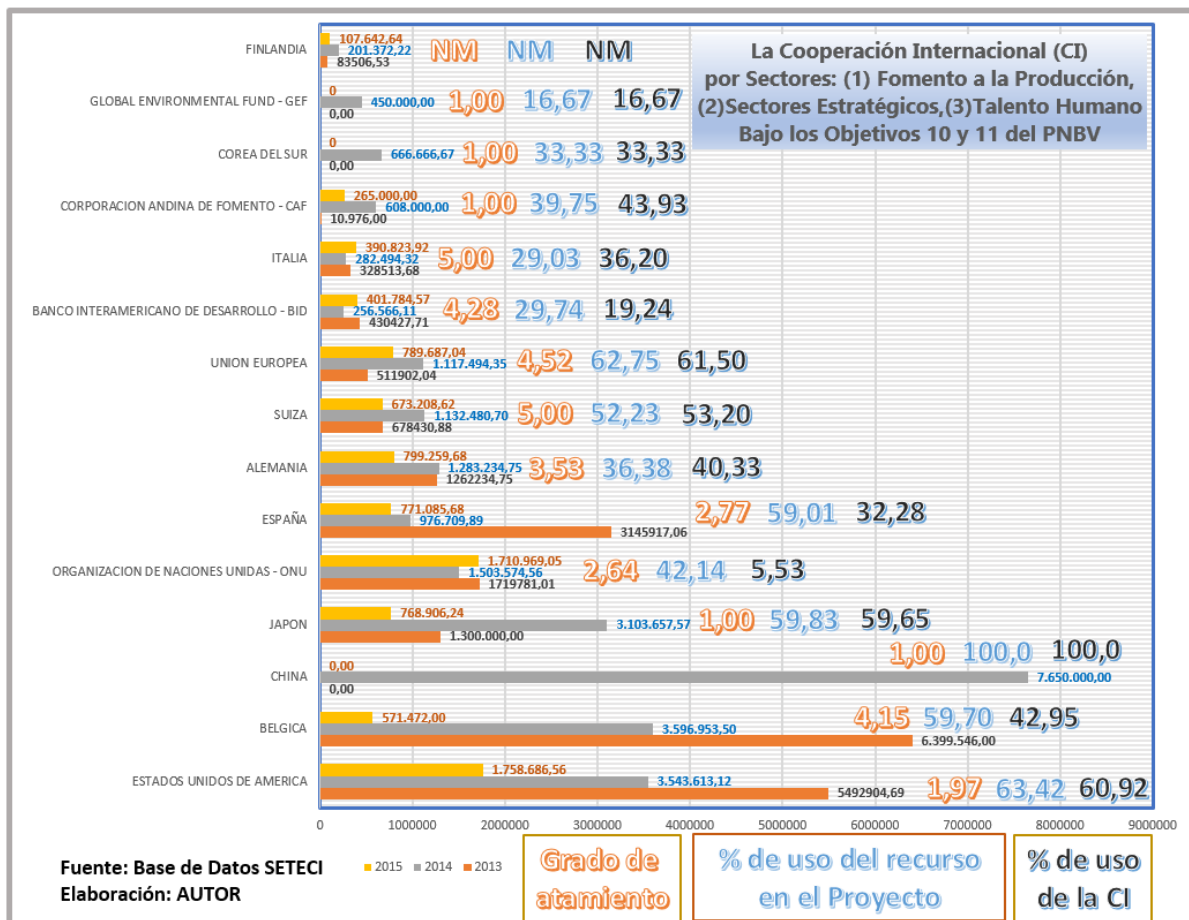 La Cooperación Internacional (CI)
por Sectores: (1) Fomento a la Producción,
(2)Sectores Estratégicos,(3)Talento Humano
Bajo los Objetivos 10 y 11 del PNBV
FINLANDIA
107.642,64
201.372,22
83506,53
NM NM NM
GLOBAL ENVIRONMENTAL FUND - GEF
0
450.000,00
0,00
1,00 16,67 16,67
COREA DEL SUR
0
666.666,67
0,00
1,00 33,33 33,33
CORPORACION ANDINA DE FOMENTO - CAF
265.000,00
608.000,00
10.976,00
1,00 39,75 43,93
ITALIA
390.823,92
282.494,32
328513,68
5,00 29,03 36,20
BANCO INTERAMERICANO DE DESARROLLO - BID
401.784,57
256.566,11
430427,71
4,28 29,74 19,24
UNION EUROPEA
789.687,04
1.117.494,35
511902,04
4,52 62,75 61,50
SUIZA
673.208,62
1.132.480,70
678430,88
5,00 52,23 53,20
ALEMANIA
799.259,68
1.283.234,75
1262234,75
3,53 36,38 40,33
ESPAÑA
771.085,68
976.709,89
3145917,06
2,77 59,01 32,28
ORGANIZACION DE NACIONES UNIDAS - ONU
1.710.969,05
1.503.574,56
1719781,01
2,64 42,14 5,53
JAPON
768.906,24
3.103.657,57
1.300.000,00
1,00 59,83 59,65
CHINA
0,00
7.650.000,00
0,00
1,00 100,0 100,0
BELGICA
571.472,00
3.596.953,50
6.399.546,00
4,15 59,70 42,95
ESTADOS UNIDOS DE AMERICA
1.758.686,56
3.543.613,12
5492904,69
1,97 63,42 60,92
0 1000000 2000000 3000000 4000000 5000000 6000000 7000000 8000000 9000000
Fuente: Base de Datos SETECI
Elaboración: AUTOR
2015 2014 2013
Grado de
atamiento
% de uso del recurso
en el Proyecto
% de uso
de la CI